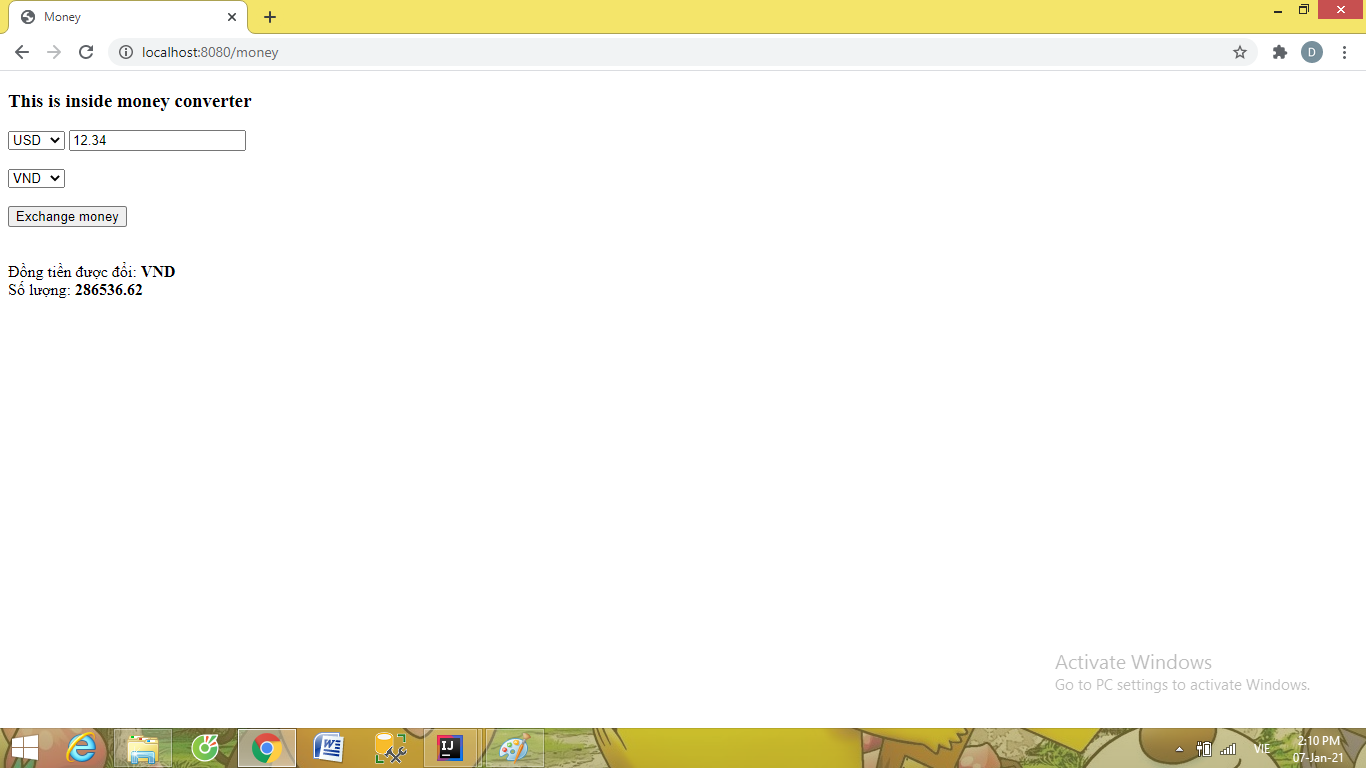 Money
localhost:8080/money
D
This is inside money converter
USD 12.34
VND
Exchange money
Đồng tiền được đổi: VND
Số lượng: 286536.62
Activate Windows
Go to PC settings to activate Windows.
IJ
VIE
2:10 PM
07-Jan-21